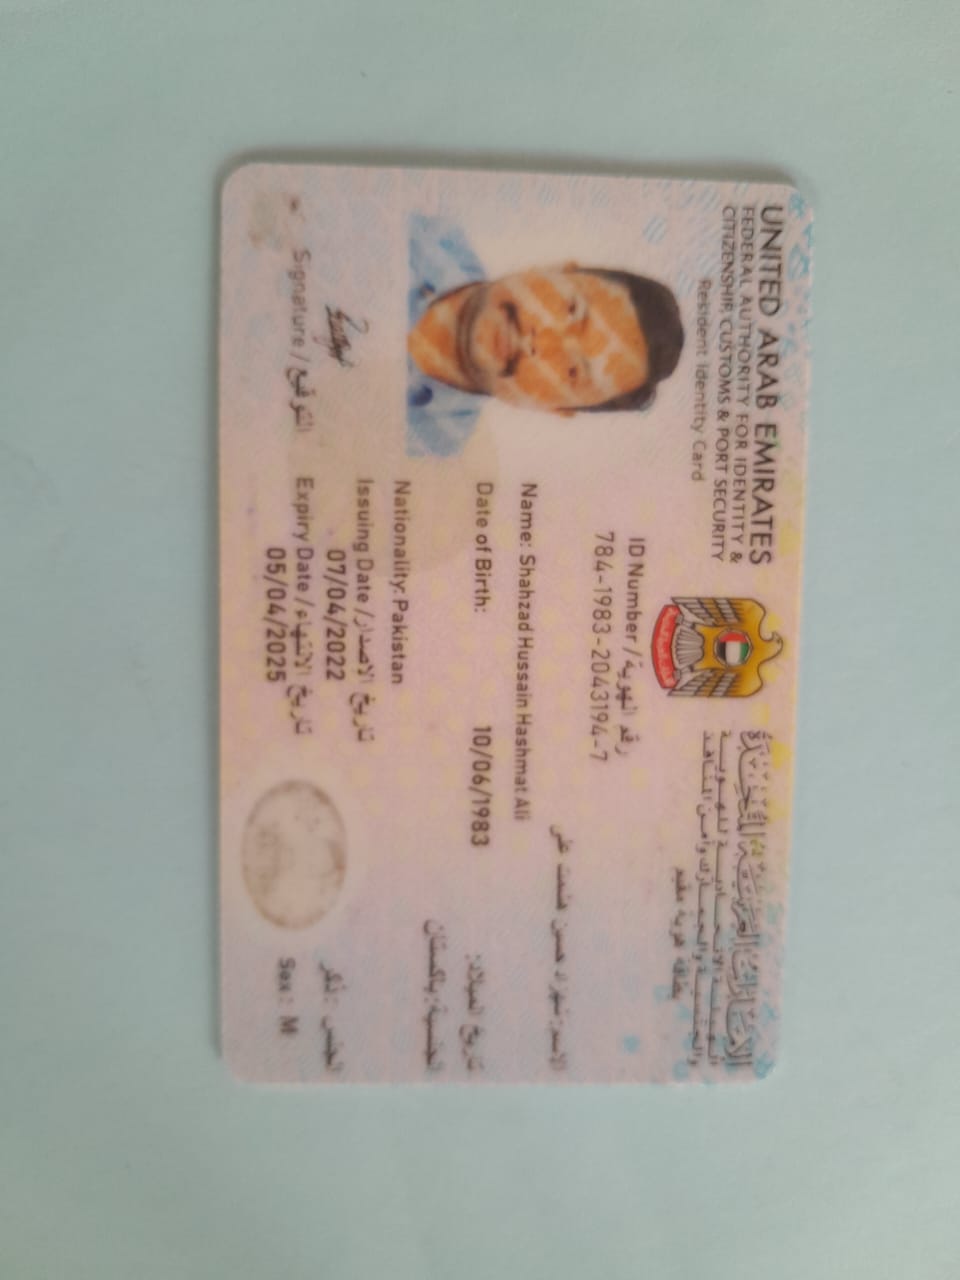 UNITED ARAB EMIRATES
FEDERAL AUTHORITY FOR IDENTITY &
CITIZENSHIP, CUSTOMS & PORT SECURITY
Resident Identity Card
الإمارات العربية المتحدة
الهيئة الاتحادية للهوية
والجنسية والجمارك وأمن المنافذ
بطاقة هوية مقيم
ID Number / رقم الهوية
784-1983-2043194-7
الاسم: شهزاد حسين حشمت على
Name: Shahzad Hussain Hashmat Ali
Date of Birth: 10/06/1983 تاريخ الميلاد:
Nationality: Pakistan الجنسية: باكستان
Issuing Date / تاريخ الاصدار
07/04/2022
Expiry Date / تاريخ الانتهاء
05/04/2025
الجنس: ذكر
Sex: M
Signature / التوقيع